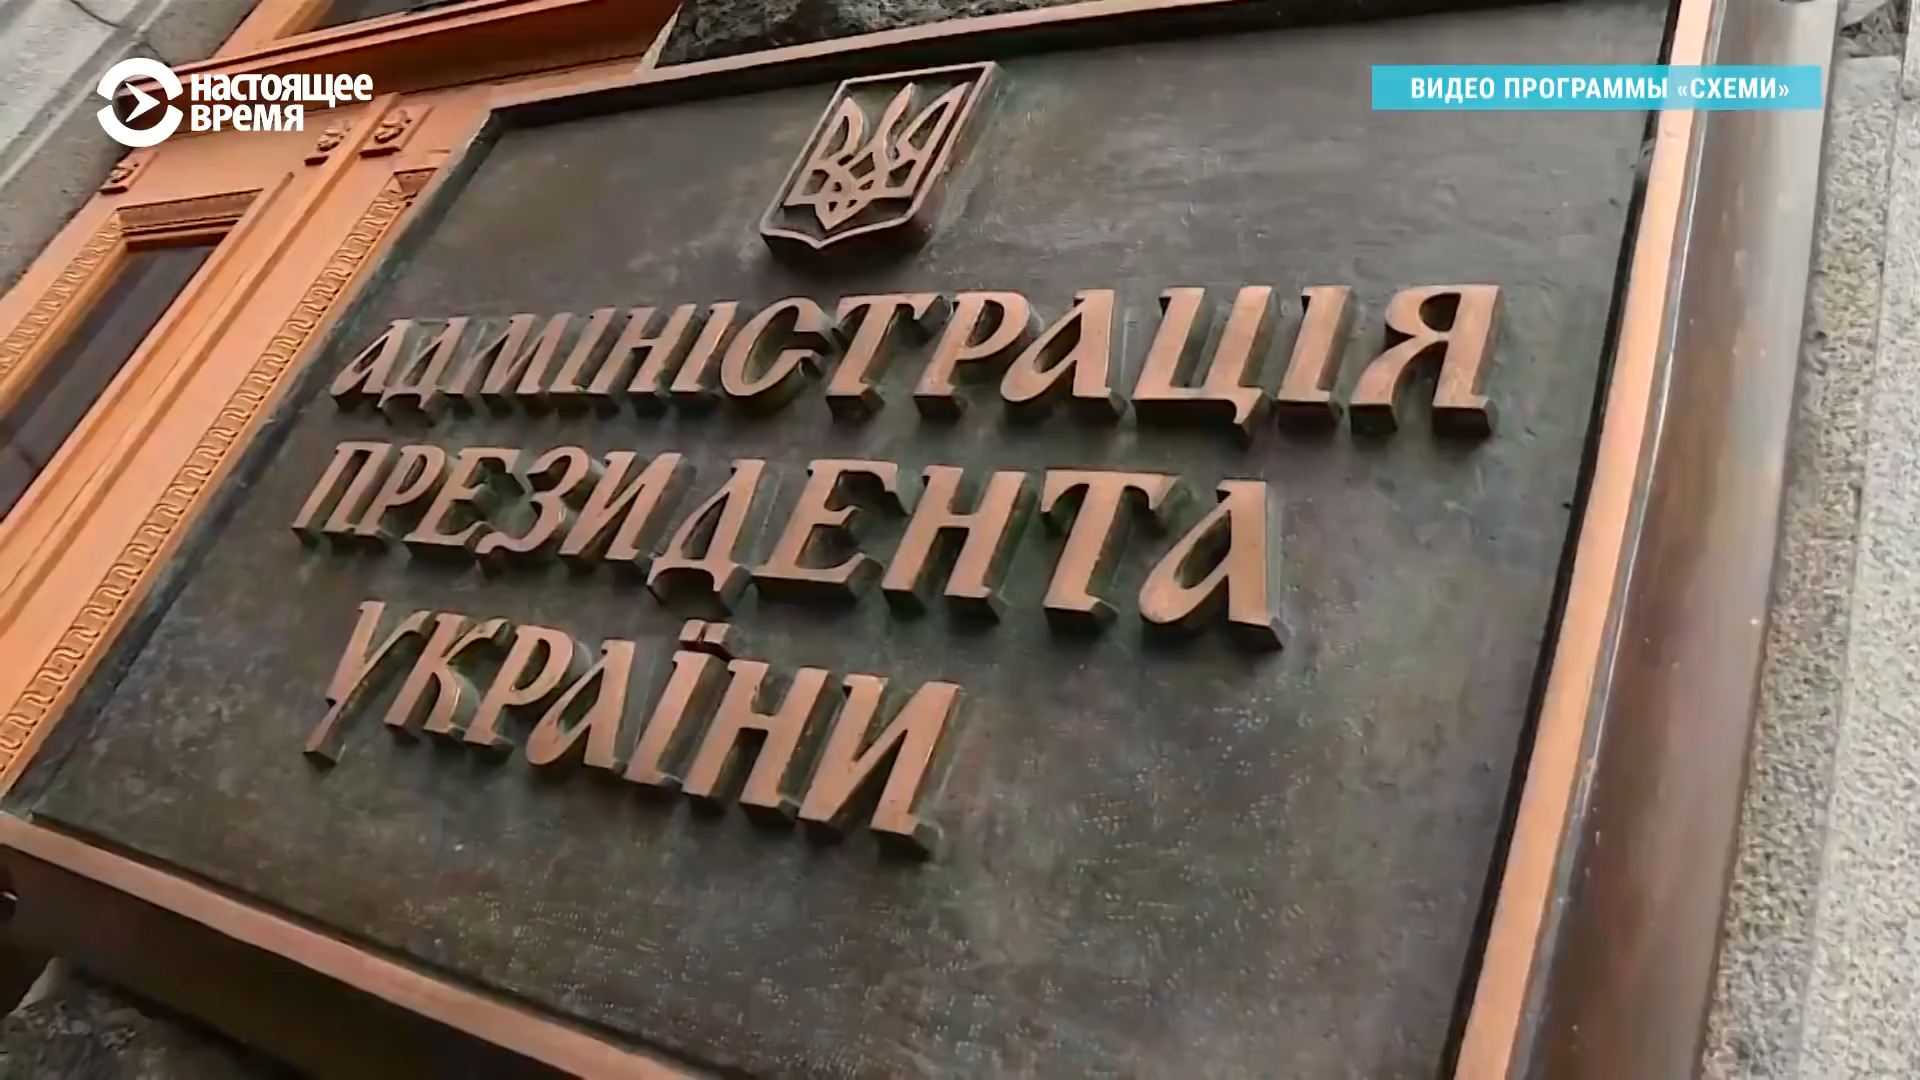 НАСТОЯЩЕЕ
ВРЕМЯ
ВИДЕО ПРОГРАММЫ «СХЕМИ»
АДМІНІСТРАЦІЯ
ПРЕЗИДЕНТА
УКРАЇНИ